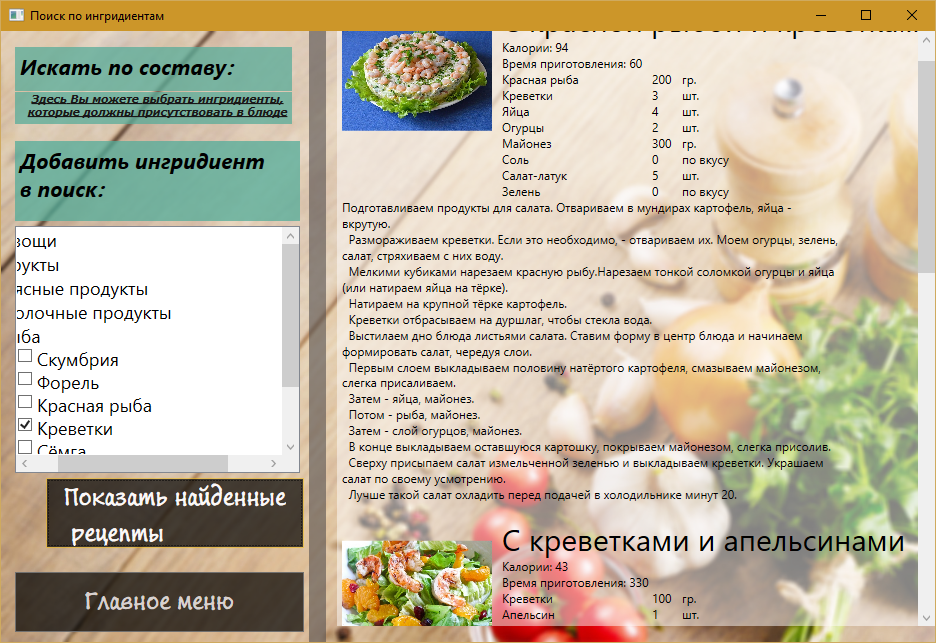 Поиск по ингридиентам
Искать по составу:
Здесь Вы можете выбрать ингридиенты,
которые должны присутствовать в блюде
Добавить ингридиент
в поиск:
вощи
рукты
ясные продукты
олочные продукты
ıба
Скумбрия
Форель
Красная рыба
Креветки
Сёмга
Показать найденные
рецепты
Главное меню
С красной рыбой и креветками
Калории: 94
Время приготовления: 60
Красная рыба 200 гр.
Креветки 3 шт.
Яйца 4 шт.
Огурцы 2 шт.
Майонез 300 гр.
Соль 0 по вкусу
Салат-латук 5 шт.
Зелень 0 по вкусу
Подготавливаем продукты для салата. Отвариваем в мундирах картофель, яйца -
вкрутую.
Размораживаем креветки. Если это необходимо, - отвариваем их. Моем огурцы, зелень,
салат, стряхиваем с них воду.
Мелкими кубиками нарезаем красную рыбу.Нарезаем тонкой соломкой огурцы и яйца
(или натираем яйца на тёрке).
Натираем на крупной тёрке картофель.
Креветки отбрасываем на дуршлаг, чтобы стекла вода.
Выстилаем дно блюда листьями салата. Ставим форму в центр блюда и начинаем
формировать салат, чередуя слои.
Первым слоем выкладываем половину натёртого картофеля, смазываем майонезом,
слегка присаливаем.
Затем - яйца, майонез.
Потом - рыба, майонез.
Затем - слой огурцов, майонез.
В конце выкладываем оставшуюся картошку, покрываем майонезом, слегка присолив.
Сверху присыпаем салат измельченной зеленью и выкладываем креветки. Украшаем
салат по своему усмотрению.
Лучше такой салат охладить перед подачей в холодильнике минут 20.
С креветками и апельсинами
Калории: 43
Время приготовления: 330
Креветки 100 гр.
Апельсин 1 шт.